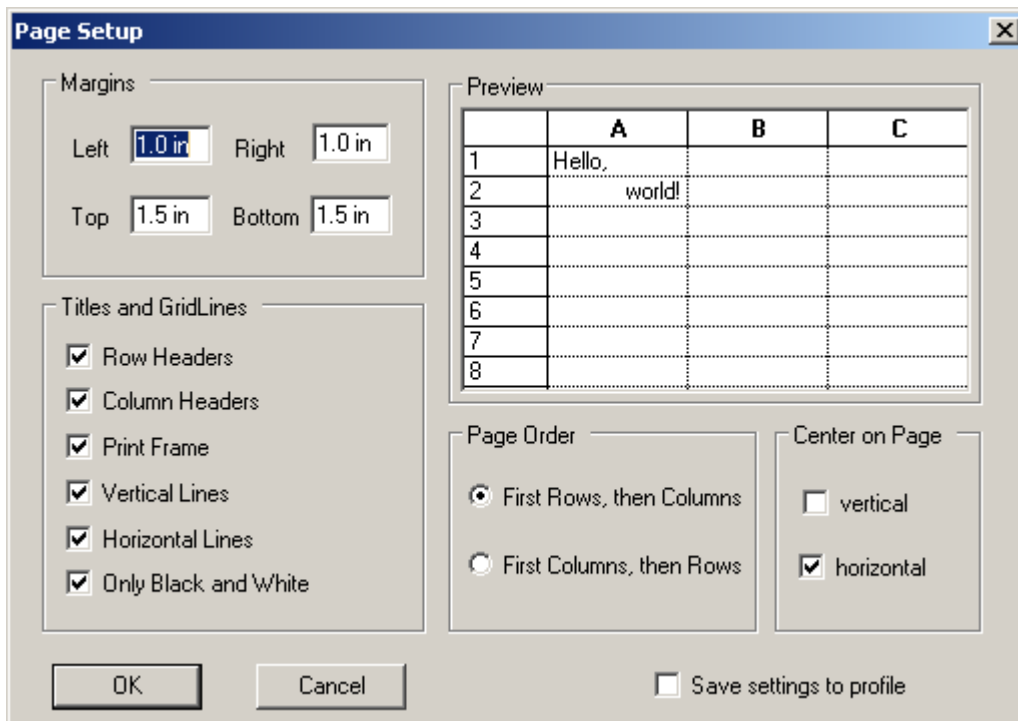 Page Setup
Margins
Left 1.0 in Right 1.0 in
Top 1.5 in Bottom 1.5 in
Titles and GridLines
Row Headers
Column Headers
Print Frame
Vertical Lines
Horizontal Lines
Only Black and White
Preview
A B C
1 Hello,
2 world!
3
4
5
6
7
8
Page Order
First Rows, then Columns
First Columns, then Rows
Center on Page
vertical
horizontal
OK Cancel Save settings to profile